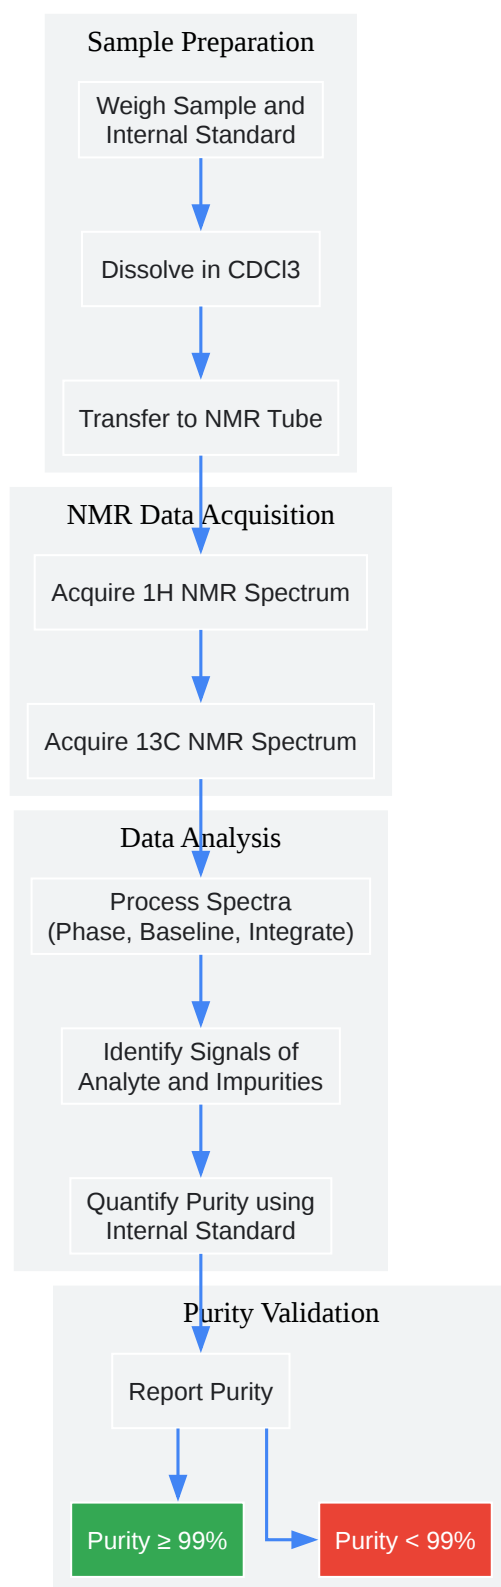 Sample Preparation
Weigh Sample and
Internal Standard
Dissolve in CDCl3
Transfer to NMR Tube
NMR Data Acquisition
Acquire 1H NMR Spectrum
Acquire 13C NMR Spectrum
Data Analysis
Process Spectra
(Phase, Baseline, Integrate)
Identify Signals of
Analyte and Impurities
Quantify Purity using
Internal Standard
Purity Validation
Report Purity
Purity ≥ 99%
Purity < 99%